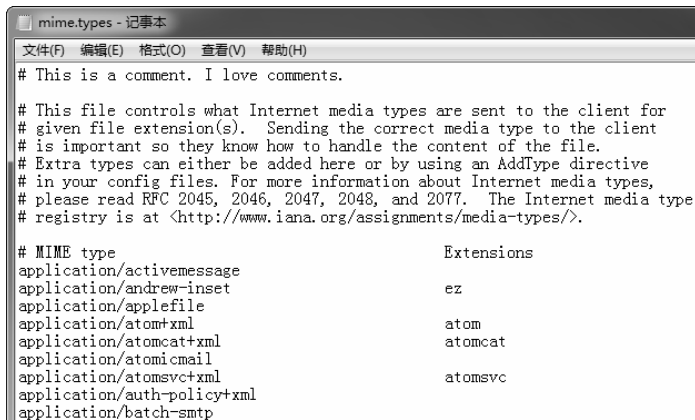 mime.types - 记事本
文件(F) 编辑(E) 格式(O) 查看(V) 帮助(H)
# This is a comment. I love comments.
# This file controls what Internet media types are sent to the client for
# given file extension(s).  Sending the correct media type to the client
# is important so they know how to handle the content of the file.
# Extra types can either be added here or by using an AddType directive
# in your config files. For more information about Internet media types,
# please read RFC 2045, 2046, 2047, 2048, and 2077.  The Internet media type
# registry is at <http://www.iana.org/assignments/media-types/>.
# MIME type Extensions
application/activemessage
application/andrew-inset ez
application/applefile
application/atom+xml atom
application/atomcat+xml atomcat
application/atomicmail
application/atomsvc+xml atomsvc
application/auth-policy+xml
application/batch-smtp